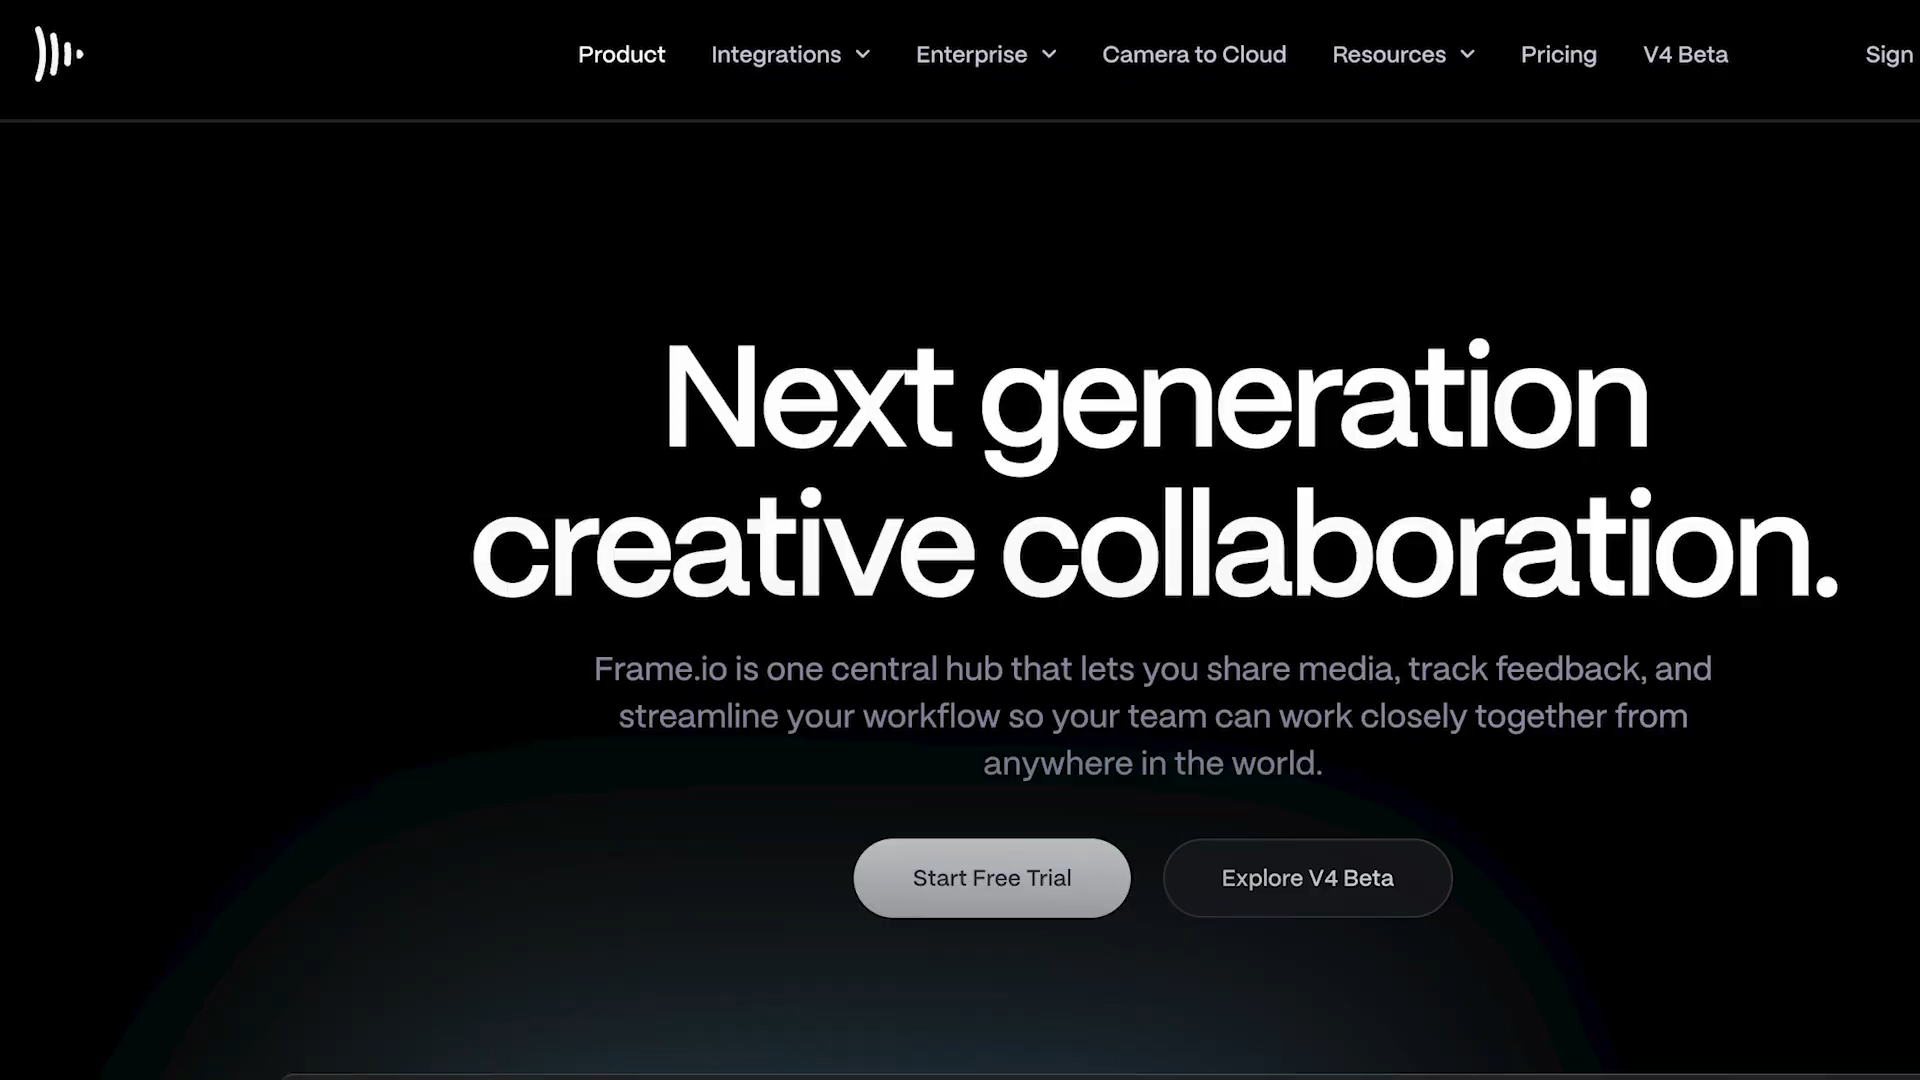 Product Integrations Enterprise Camera to Cloud Resources Pricing V4 Beta Sign
Next generation
creative collaboration.
Frame.io is one central hub that lets you share media, track feedback, and
streamline your workflow so your team can work closely together from
anywhere in the world.
Start Free Trial Explore V4 Beta